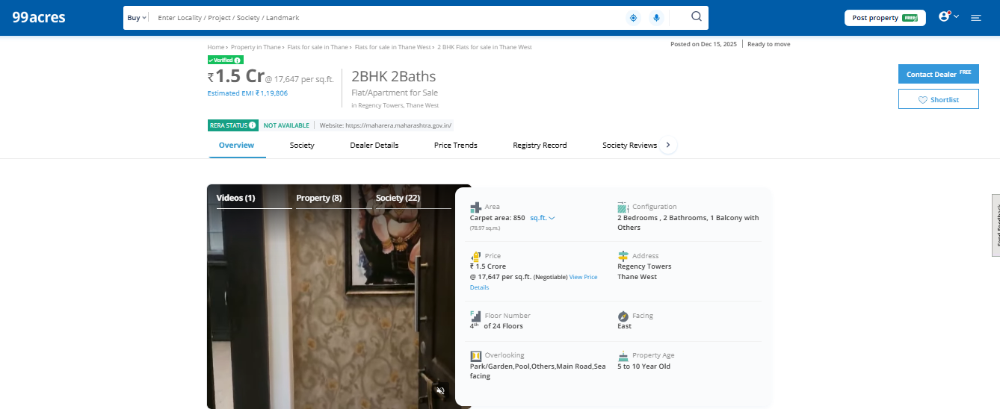 99acres
Buy
Enter Locality / Project / Society / Landmark
Post property FREE
Home › Property in Thane › Flats for sale in Thane › Flats for sale in Thane West › 2 BHK Flats for sale in Thane West
Posted on Dec 15, 2025 | Ready to move
Verified
₹1.5 Cr @ 17,647 per sq.ft.
Estimated EMI ₹ 1,19,806
2BHK 2Baths
Flat/Apartment for Sale
in Regency Towers, Thane West
Contact Dealer FREE
Shortlist
RERA STATUS NOT AVAILABLE Website: https://maharera.maharashtra.gov.in/
Overview Society Dealer Details Price Trends Registry Record Society Reviews
Videos (1) Property (8) Society (22)
Area
Carpet area: 850 sq.ft.
(78.97 sq.m.)
Configuration
2 Bedrooms , 2 Bathrooms, 1 Balcony with
Others
Price
₹ 1.5 Crore
@ 17,647 per sq.ft. (Negotiable) View Price
Details
Address
Regency Towers
Thane West
Floor Number
4th of 24 Floors
Facing
East
Overlooking
Park/Garden,Pool,Others,Main Road,Sea
facing
Property Age
5 to 10 Year Old
Send Feedback